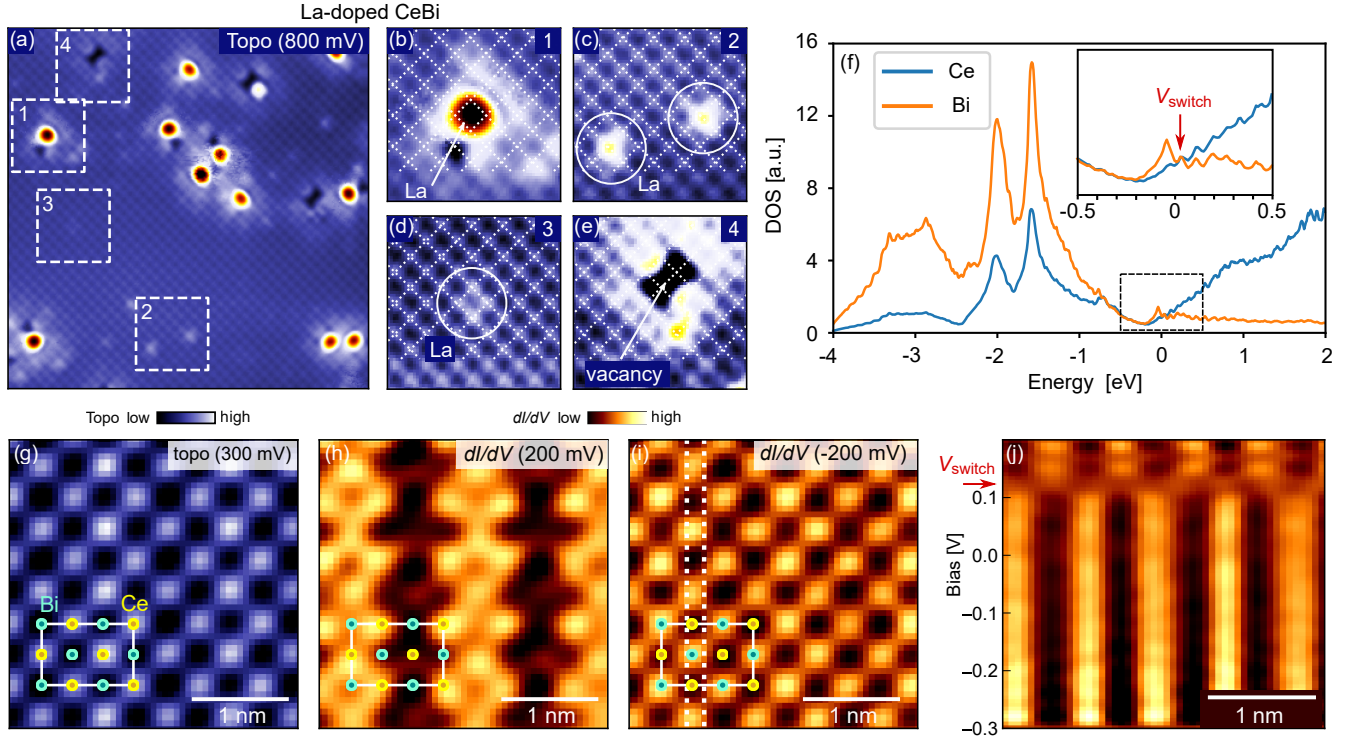 La-doped CeBi
(a)
4
Topo (800 mV)
1
3
2
(b)
1
La
(c)
2
La
(d)
3
La
(e)
4
vacancy
(f)
Ce
Bi
V switch
-0.5
0
0.5
16
12
8
4
0
DOS [a.u.]
-4
-3
-2
-1
0
1
2
Energy [eV]
Topo low
high
dI/dV low
high
(g)
topo (300 mV)
Bi
Ce
1 nm
(h)
dI/dV (200 mV)
1 nm
(i)
dI/dV (-200 mV)
1 nm
(j)
V switch
0.1
0.0
−0.1
−0.2
−0.3
Bias [V]
1 nm